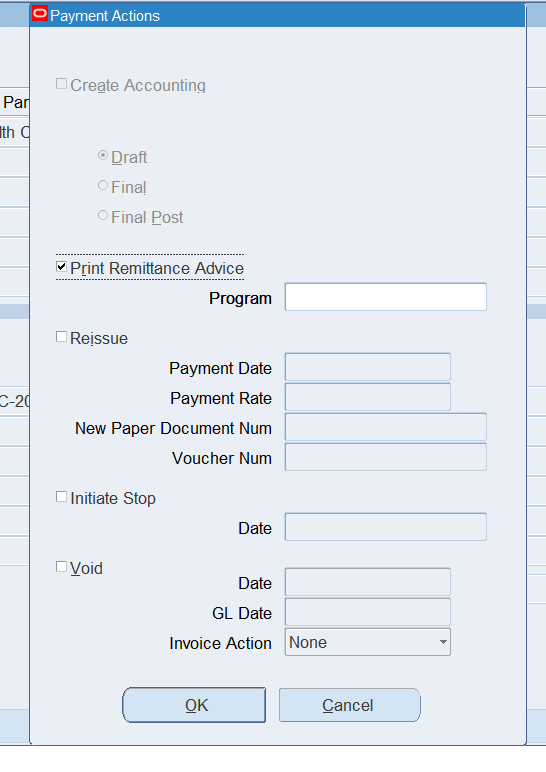 Payment Actions
Create Accounting
Par
lth C
Draft
Final
Final Post
Print Remittance Advice
Program
Reissue
Payment Date
Payment Rate
C-20
New Paper Document Num
Voucher Num
Initiate Stop
Date
Void
Date
GL Date
Invoice Action None
OK Cancel